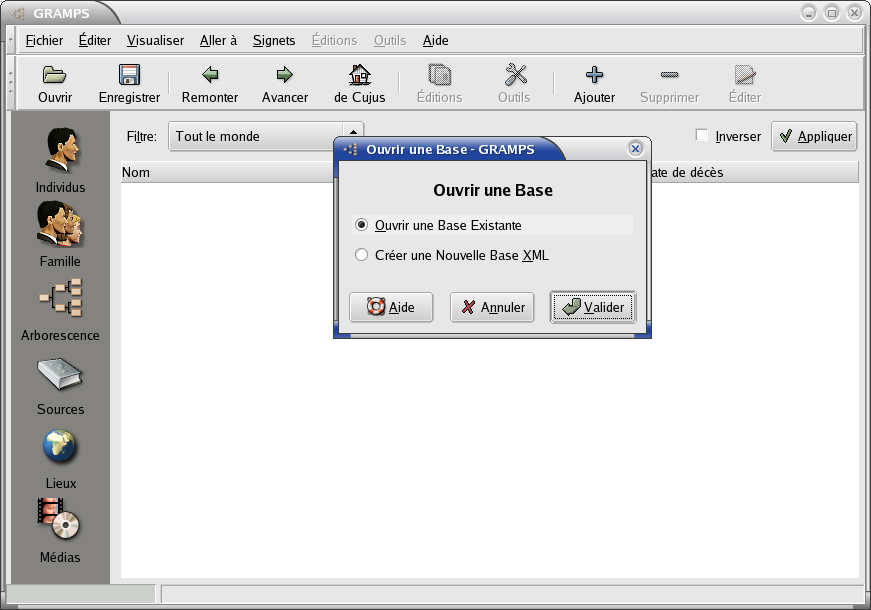 GRAMPS
Fichier Éditer Visualiser Aller à Signets Éditions Outils Aide
Ouvrir Enregistrer Remonter Avancer de Cujus Éditions Outils Ajouter Supprimer Éditer
Filtre: Tout le monde Inverser Appliquer
Nom ate de décès
Individus
Famille
Arborescence
Sources
Lieux
Médias
Ouvrir une Base - GRAMPS
Ouvrir une Base
Ouvrir une Base Existante
Créer une Nouvelle Base XML
Aide Annuler Valider